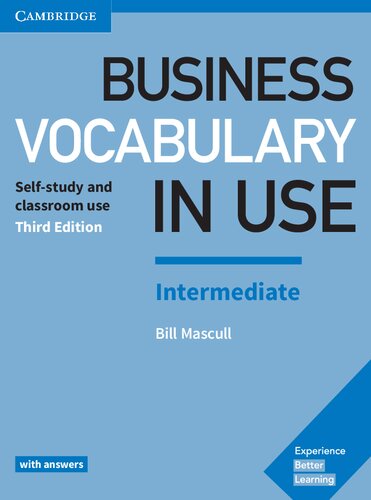 CAMBRIDGE
BUSINESS
VOCABULARY
IN USE
Self-study and
classroom use
Third Edition
Intermediate
Bill Mascull
with answers
Experience
Better
Learning